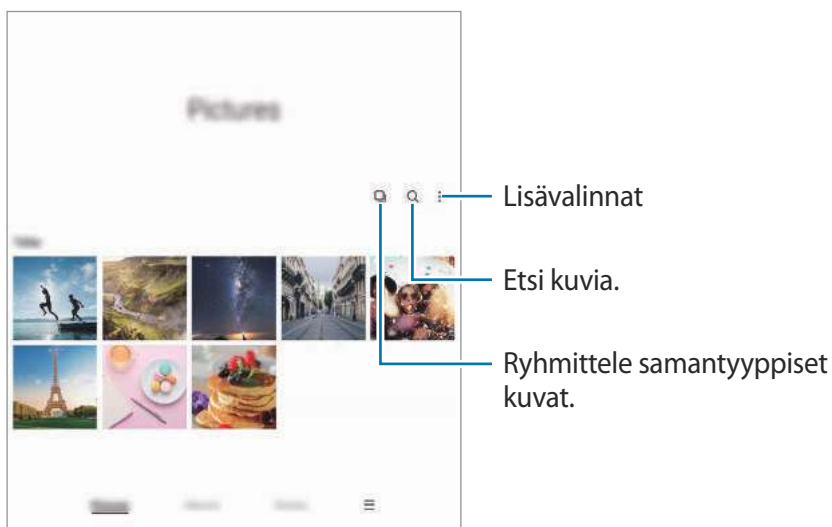 Pictures
Lisävalinnat
Etsi kuvia.
Ryhmittele samantyyppiset
kuvat.